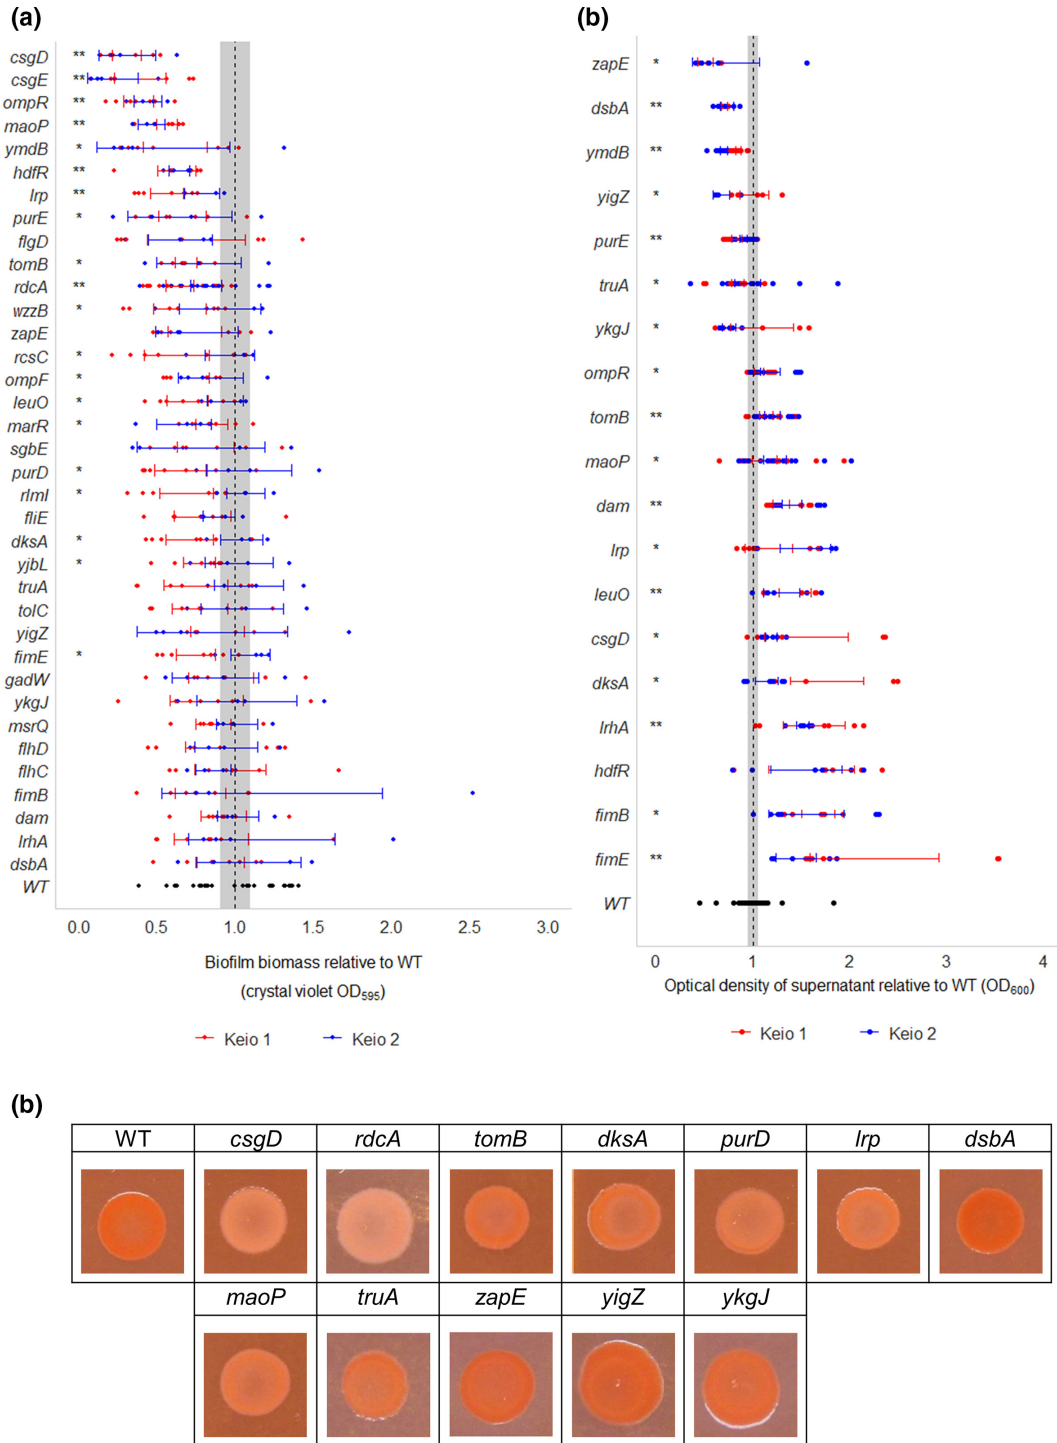 (a)
csgD **
csgE **
ompR **
maoP **
ymdB *
hdfR **
lrp **
purE *
flgD
tomB *
rdcA **
wzzB *
zapE
rcsC *
ompF *
leuO *
marR *
sgbE
purD *
rlmI *
fliE
dksA *
yjbL *
truA
tolC
yigZ
fimE *
gadW
ykgJ
msrQ
flhD
flhC
fimB
dam
lrhA
dsbA
WT
0.0 0.5 1.0 1.5 2.0 2.5 3.0
Biofilm biomass relative to WT
(crystal violet OD595)
Keio 1 Keio 2
(b)
zapE *
dsbA **
ymdB **
yigZ *
purE **
truA *
ykgJ *
ompR *
tomB **
maoP *
dam **
lrp *
leuO **
csgD *
dksA *
lrhA **
hdfR
fimB *
fimE **
WT
0 1 2 3 4
Optical density of supernatant relative to WT (OD600)
Keio 1 Keio 2
(b)
WT csgD rdcA tomB dksA purD lrp dsbA
maoP truA zapE yigZ ykgJ